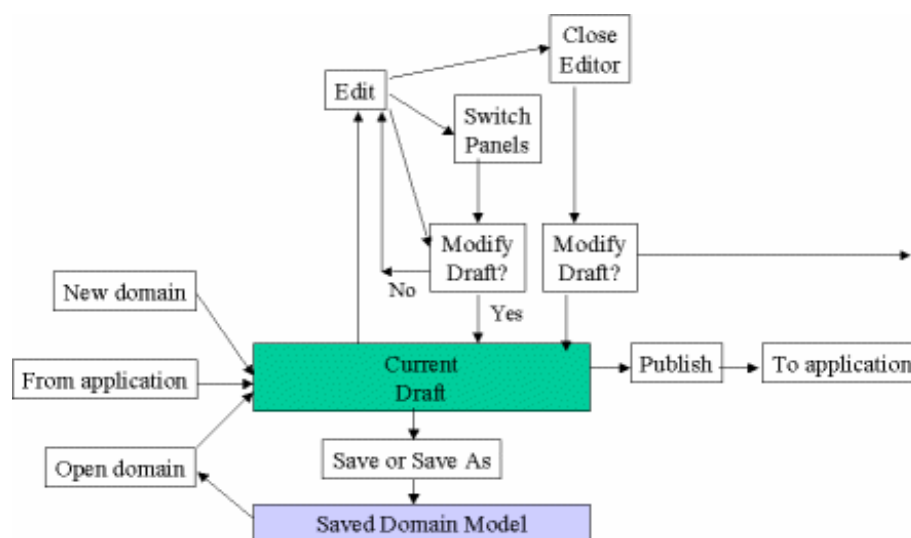 Close
Editor
Edit
Switch
Panels
Modify
Draft?
Modify
Draft?
No
Yes
New domain
From application
Open domain
Current
Draft
Publish
To application
Save or Save As
Saved Domain Model